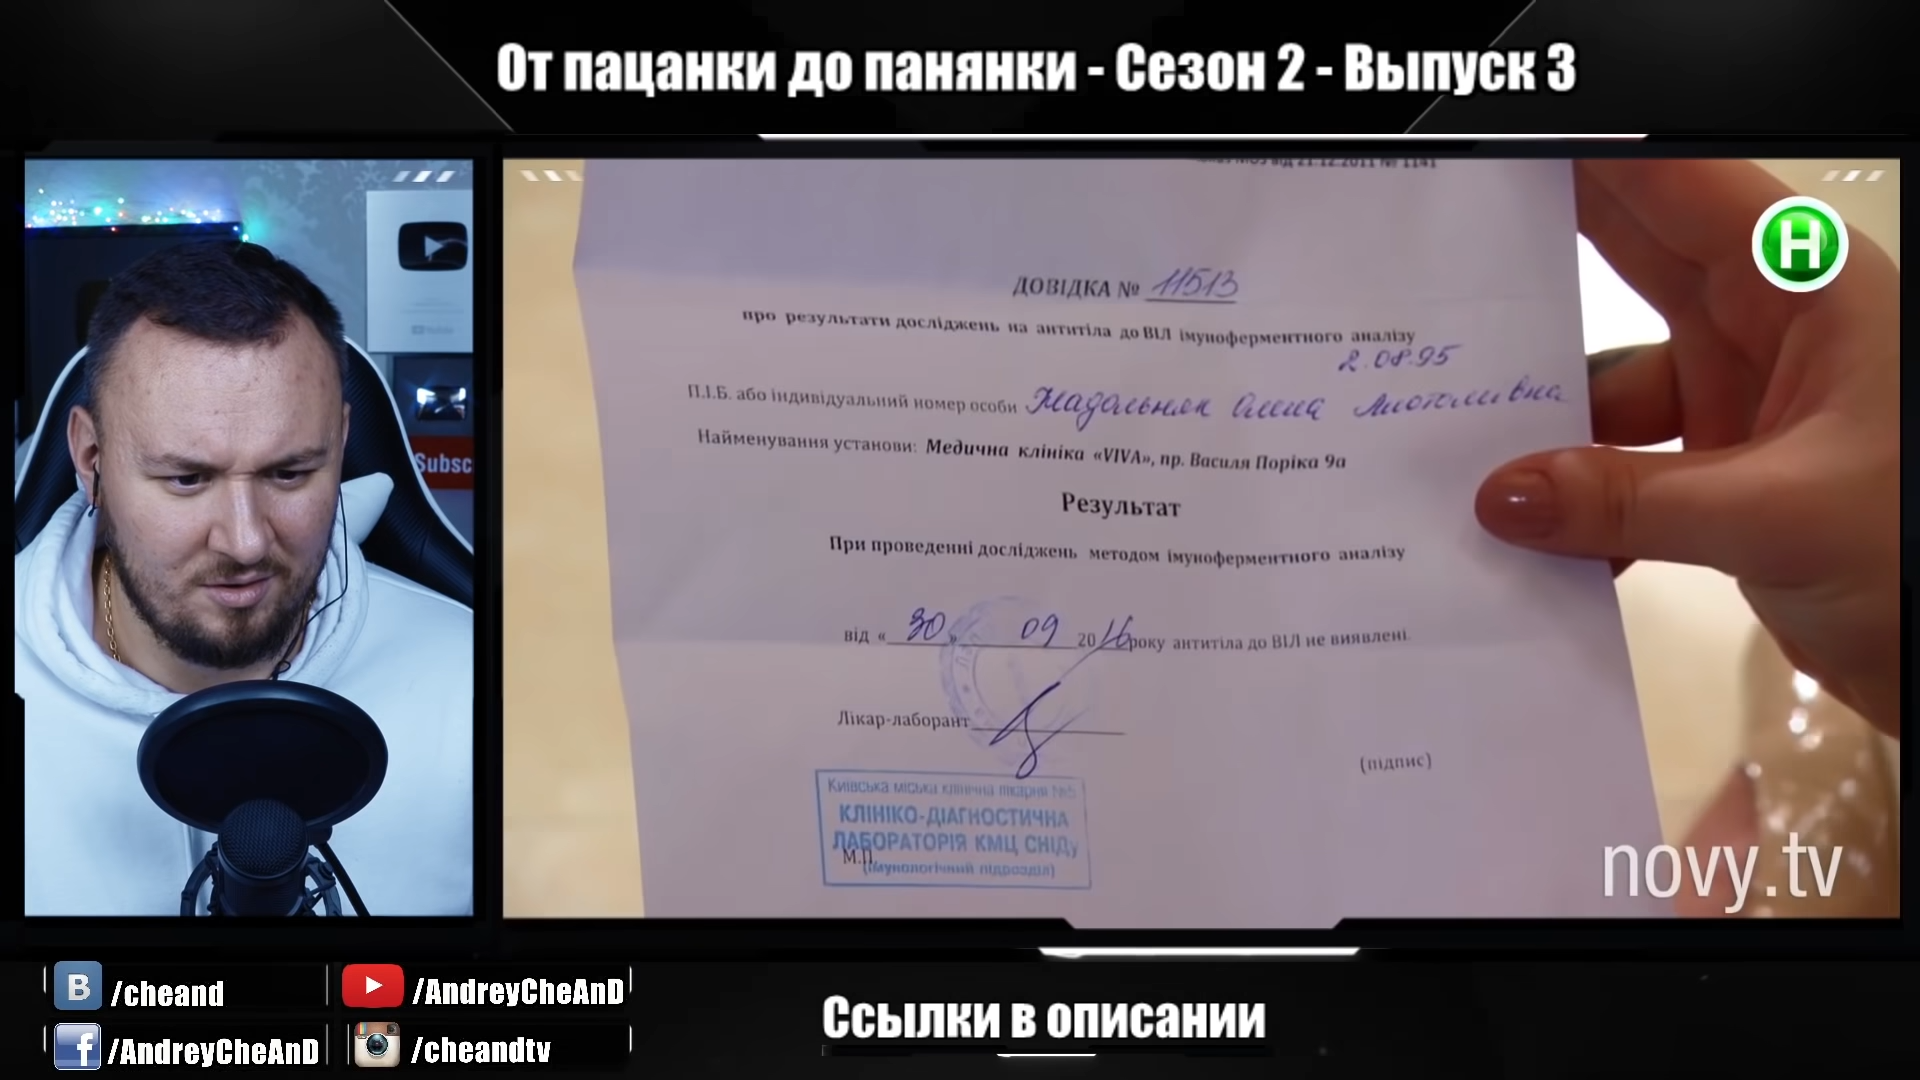 От пацанки до панянки - Сезон 2 - Выпуск 3
Subsc
ДОВІДКА № 11513
про результати досліджень на антитіла до ВІЛ імуноферментного аналізу
2.08.95
П.І.Б. або індивідуальний номер особи
Найменування установи: Медична клініка «VIVA», пр. Василя Поріка 9а
Результат
При проведенні досліджень методом імуноферментного аналізу
від « 30 » 09 2016 року антитіла до ВІЛ не виявлені.
Лікар-лаборант
(підпис)
Київська міська клінічна лікарня №5
КЛІНІКО-ДІАГНОСТИЧНА
ЛАБОРАТОРІЯ КМЦ СНІДу
М.П.
(імунологічний підрозділ)
Н
novy.tv
В /cheand
/AndreyCheAnD
f /AndreyCheAnD
/cheandtv
Ссылки в описании